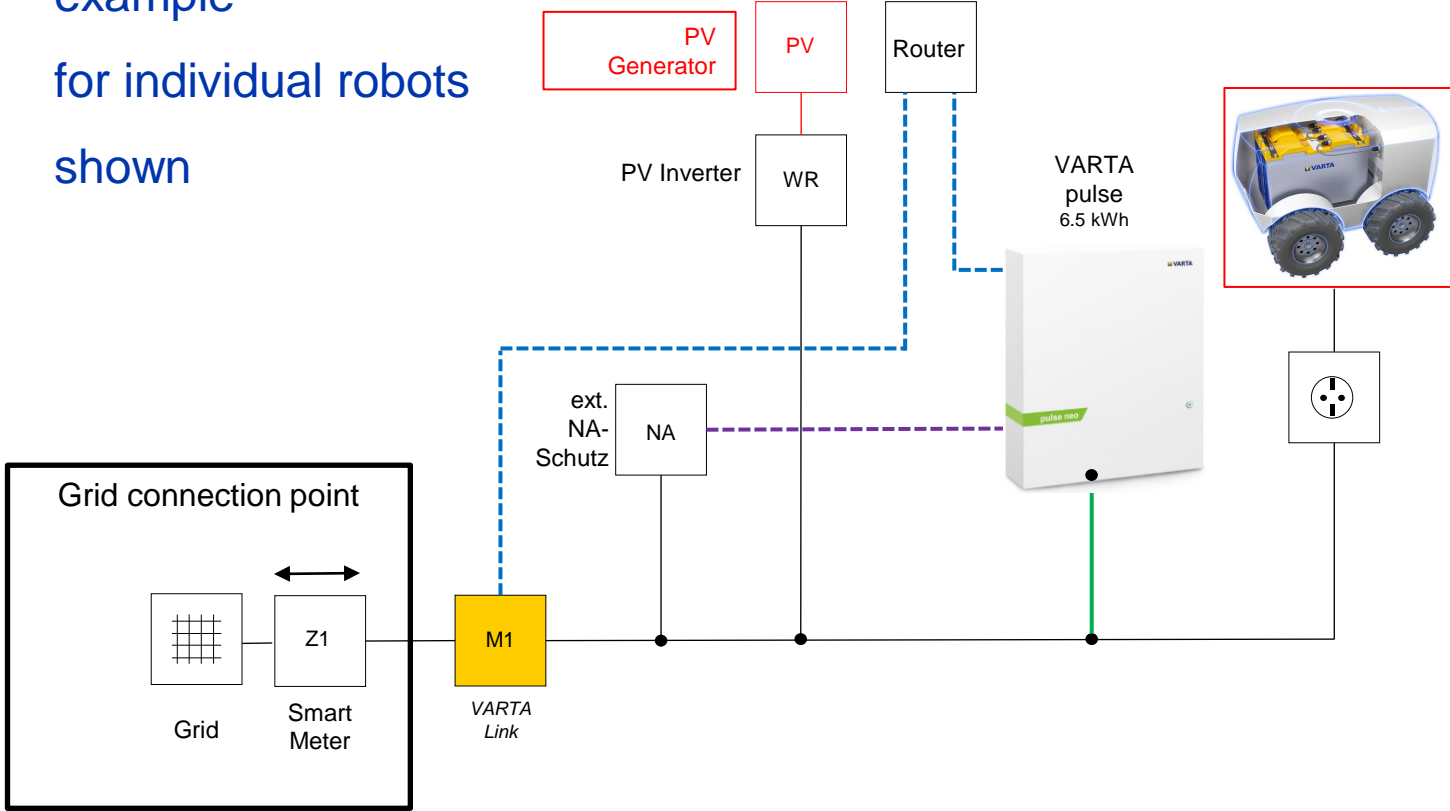 example
for individual robots
shown
PV
Generator
PV
Router
PV Inverter
WR
VARTA
pulse
6.5 kWh
VARTA
VARTA
pulse neo
ext.
NA-
Schutz
NA
Grid connection point
Z1
M1
Grid
Smart
Meter
VARTA
Link